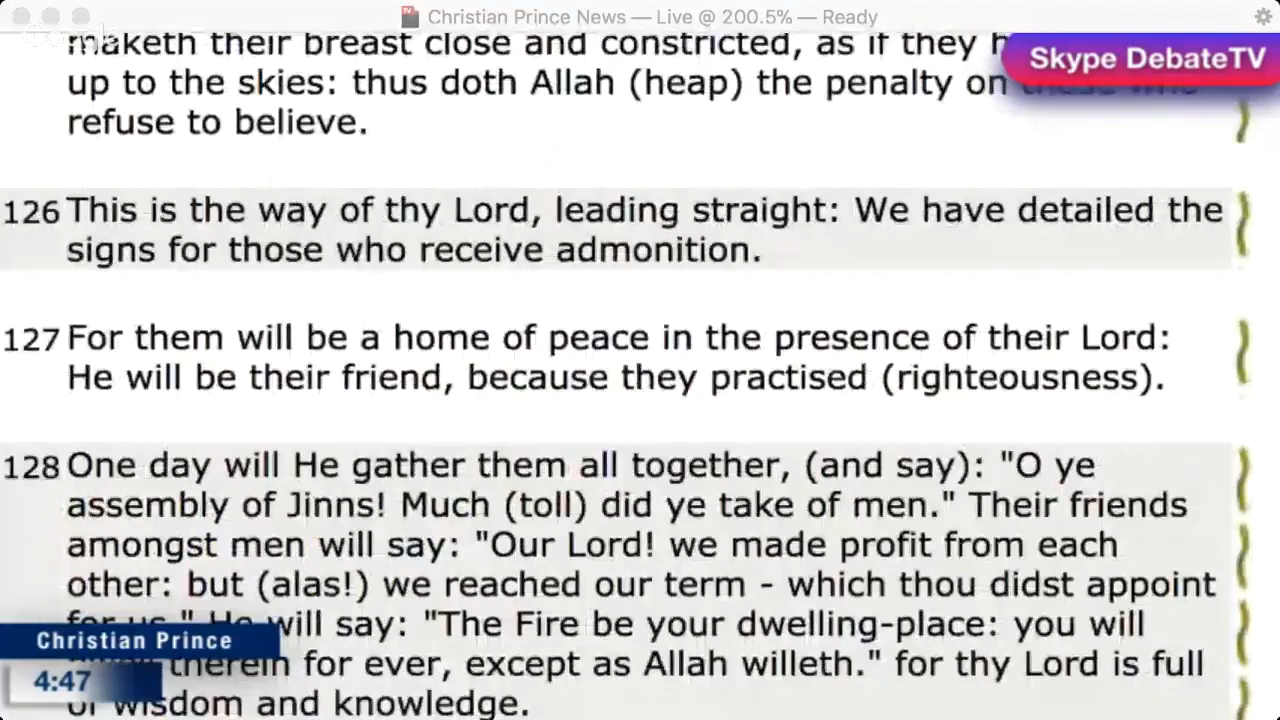 Christian Prince News — Live @ 200.5% — Ready
Google
maketh their breast close and constricted, as if they h
Skype DebateTV
up to the skies: thus doth Allah (heap) the penalty on those who
refuse to believe.
126 This is the way of thy Lord, leading straight: We have detailed the
signs for those who receive admonition.
127 For them will be a home of peace in the presence of their Lord:
He will be their friend, because they practised (righteousness).
128 One day will He gather them all together, (and say): "O ye
assembly of Jinns! Much (toll) did ye take of men." Their friends
amongst men will say: "Our Lord! we made profit from each
other: but (alas!) we reached our term - which thou didst appoint
for us." He will say: "The Fire be your dwelling-place: you will
Christian Prince
therein for ever, except as Allah willeth." for thy Lord is full
4:47
of wisdom and knowledge.